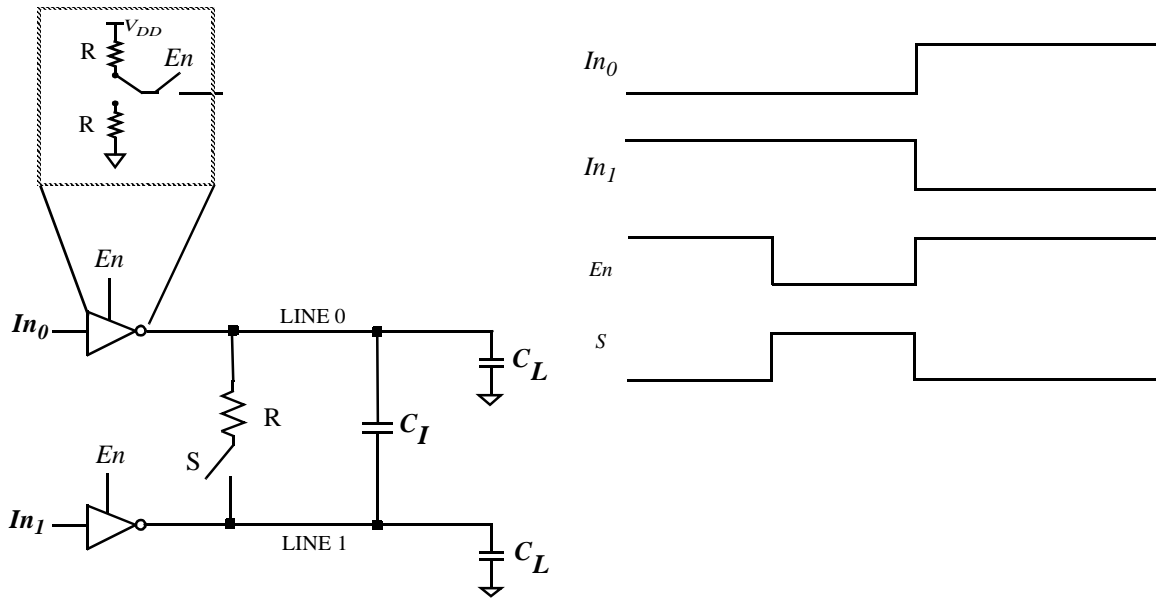 V_DD
R
En
R
En
In_0
LINE 0
C_L
R
C_I
S
En
In_1
LINE 1
C_L
In_0
In_1
En
S